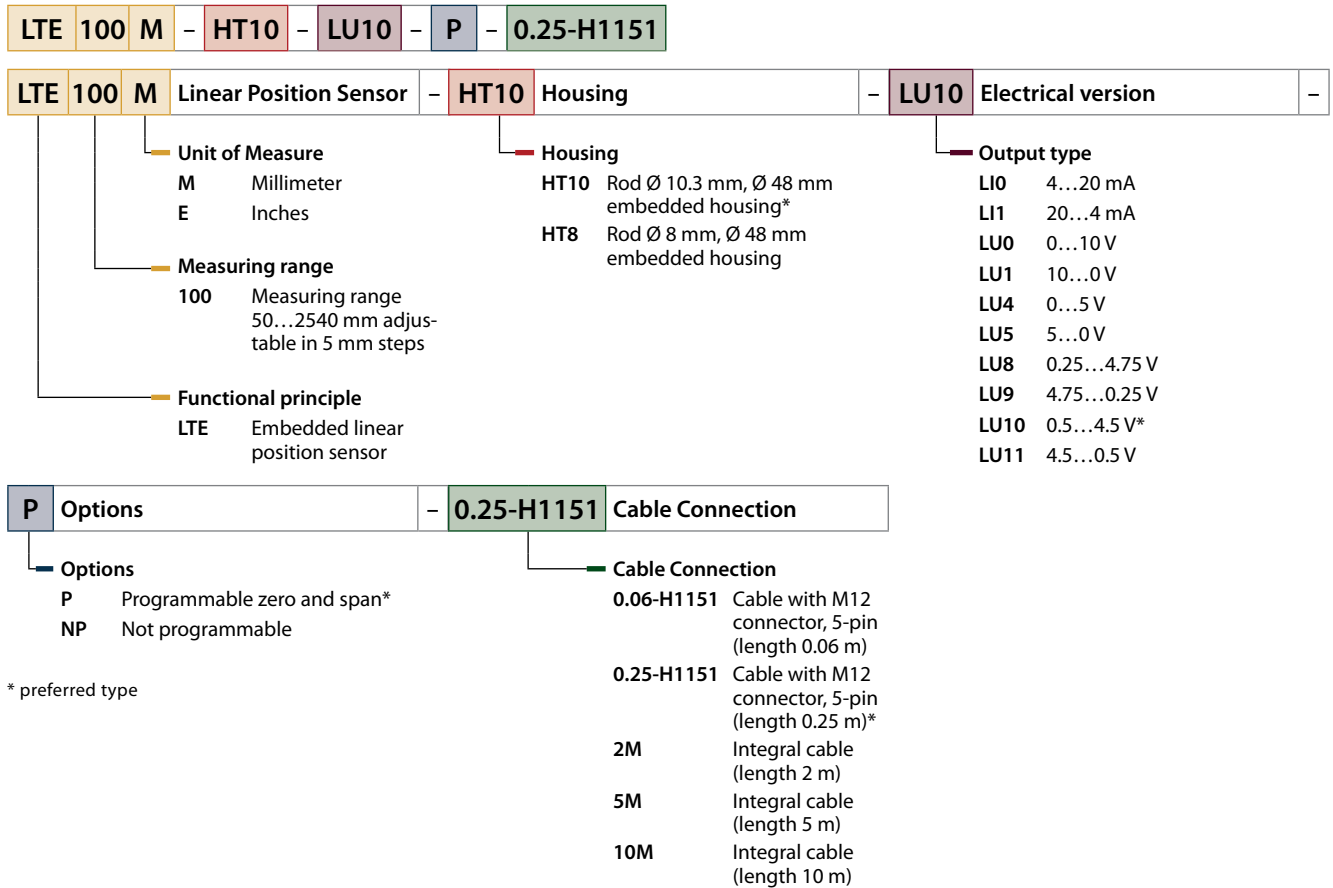 LTE 100 M – HT10 – LU10 – P – 0.25-H1151
LTE 100 M Linear Position Sensor – HT10 Housing – LU10 Electrical version –
Unit of Measure
M Millimeter
E Inches
Measuring range
100 Measuring range
50…2540 mm adjus-
table in 5 mm steps
Functional principle
LTE Embedded linear
position sensor
Housing
HT10 Rod Ø 10.3 mm, Ø 48 mm
embedded housing*
HT8 Rod Ø 8 mm, Ø 48 mm
embedded housing
Output type
LI0 4…20 mA
LI1 20…4 mA
LU0 0…10 V
LU1 10…0 V
LU4 0…5 V
LU5 5…0 V
LU8 0.25…4.75 V
LU9 4.75…0.25 V
LU10 0.5…4.5 V*
LU11 4.5…0.5 V
P Options – 0.25-H1151 Cable Connection
Options
P Programmable zero and span*
NP Not programmable
* preferred type
Cable Connection
0.06-H1151 Cable with M12
connector, 5-pin
(length 0.06 m)
0.25-H1151 Cable with M12
connector, 5-pin
(length 0.25 m)*
2M Integral cable
(length 2 m)
5M Integral cable
(length 5 m)
10M Integral cable
(length 10 m)